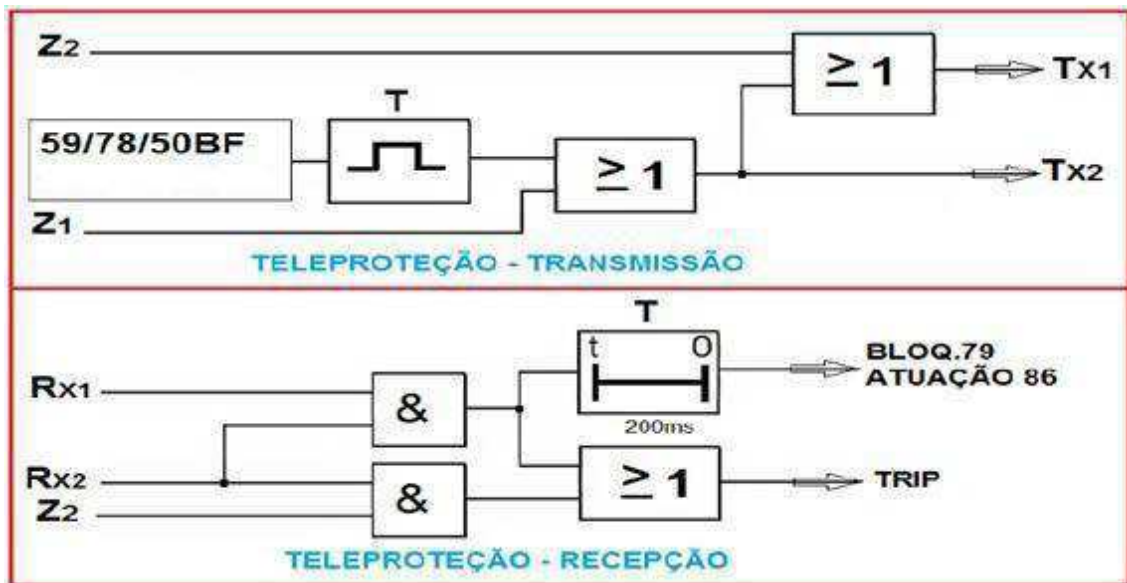 Z2
≥ 1
TX1
T
59/78/50BF
≥ 1
TX2
Z1
TELEPROTEÇÃO - TRANSMISSÃO
T
t O
BLOQ.79
ATUAÇÃO 86
RX1
&
200ms
RX2
≥ 1
TRIP
Z2
&
TELEPROTEÇÃO - RECEPÇÃO